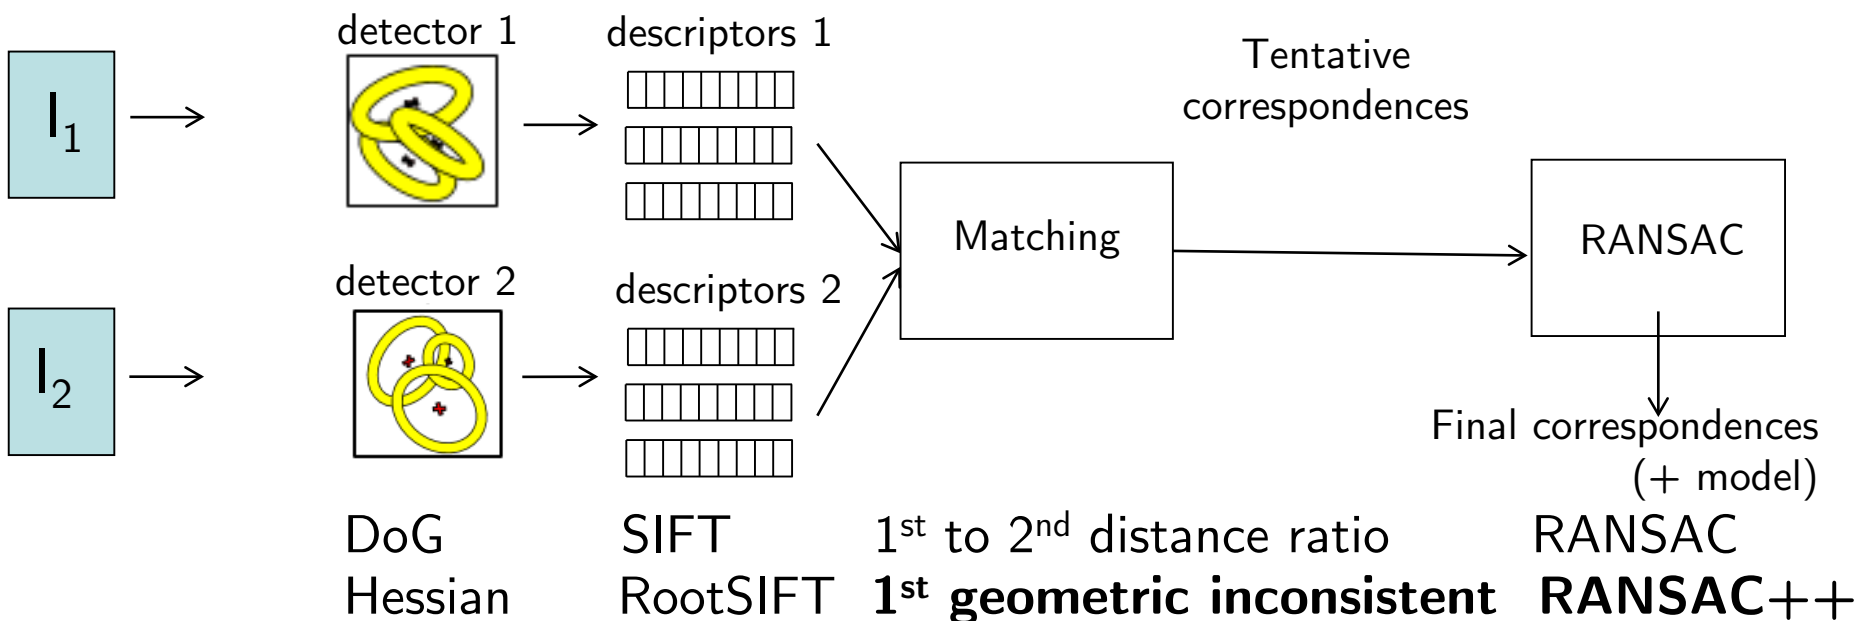 detector 1
descriptors 1
Tentative
correspondences
I1
Matching
RANSAC
detector 2
descriptors 2
I2
Final correspondences
(+ model)
DoG SIFT 1st to 2nd distance ratio RANSAC
Hessian RootSIFT 1st geometric inconsistent RANSAC++